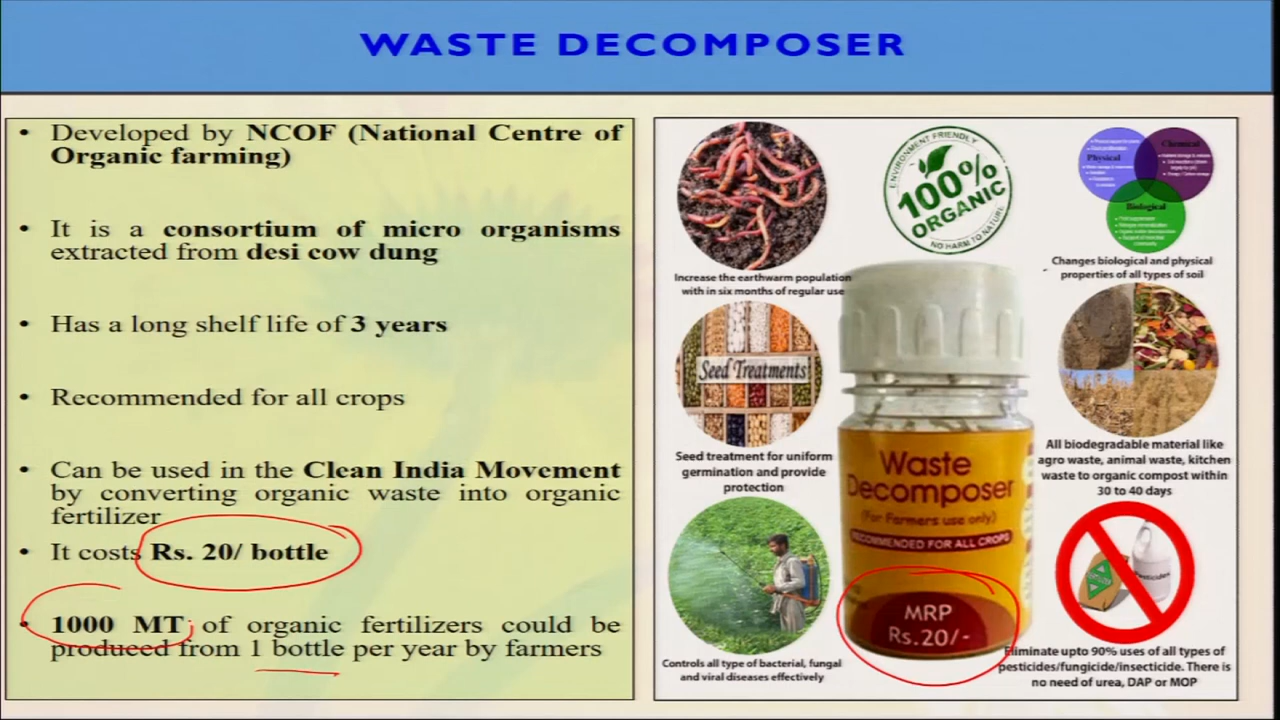 WASTE DECOMPOSER
• Developed by NCOF (National Centre of
Organic farming)
• It is a consortium of micro organisms
extracted from desi cow dung
• Has a long shelf life of 3 years
• Recommended for all crops
• Can be used in the Clean India Movement
by converting organic waste into organic
fertilizer
• It costs Rs. 20/ bottle
• 1000 MT of organic fertilizers could be
produced from 1 bottle per year by farmers
Increase the earthwarm population
with in six months of regular use
Seed Treatments
Seed treatment for uniform
germination and provide
protection
Controls all type of bacterial, fungal
and viral diseases effectively
ENVIRONMENT FRIENDLY
100%
ORGANIC
NO HARM TO NATURE
Waste
Decomposer
(For Farmers use only)
RECOMMENDED FOR ALL CROPS
MRP
Rs.20/-
Physical
Chemical
Biological
Changes biological and physical
properties of all types of soil
All biodegradable material like
agro waste, animal waste, kitchen
waste to organic compost within
30 to 40 days
Pesticides
Eliminate upto 90% uses of all types of
pesticides/fungicide/insecticide. There is
no need of urea, DAP or MOP